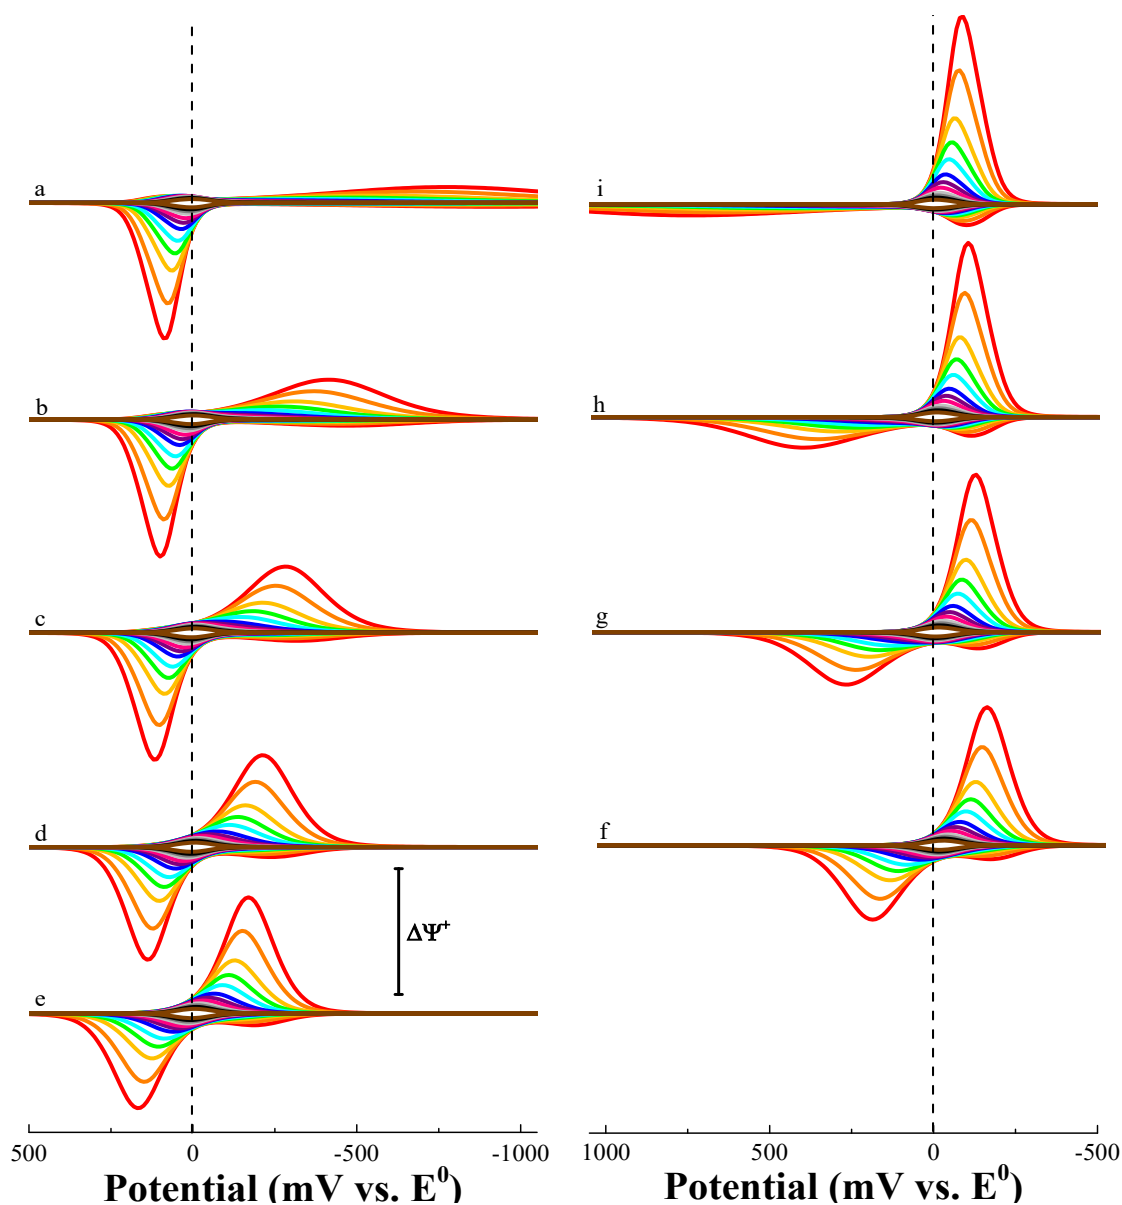 a
i
b
h
c
g
d
f
ΔΨ⁺
e
500 0 -500 -1000
1000 500 0 -500
Potential (mV vs. E⁰)
Potential (mV vs. E⁰)